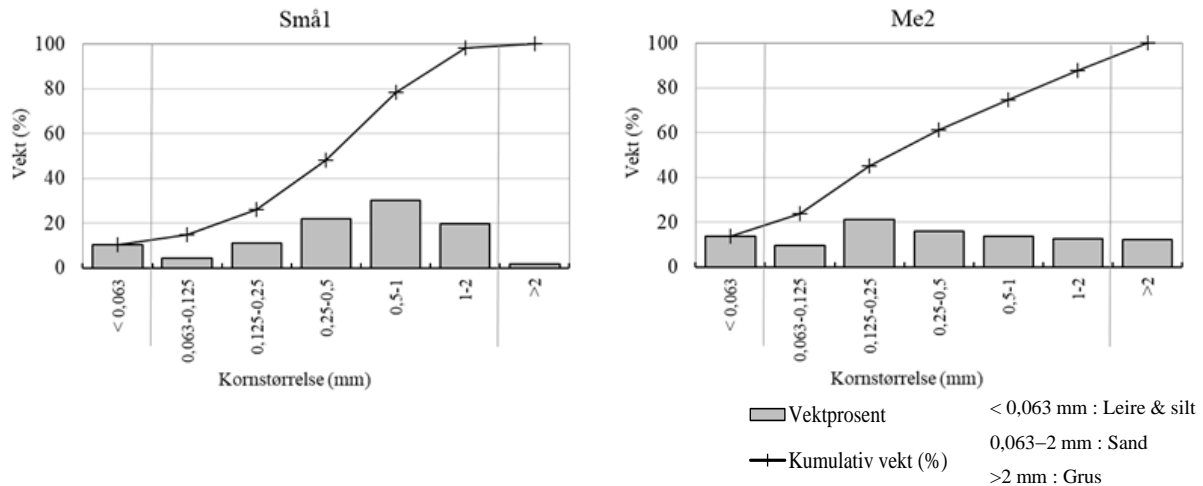 Små1
100
80
60
40
20
0
Vekt (%)
< 0,063
0,063-0,125
0,125-0,25
0,25-0,5
0,5-1
1-2
>2
Kornstørrelse (mm)
Me2
100
80
60
40
20
0
Vekt (%)
< 0,063
0,063-0,125
0,125-0,25
0,25-0,5
0,5-1
1-2
>2
Kornstørrelse (mm)
Vektprosent
Kumulativ vekt (%)
< 0,063 mm : Leire & silt
0,063–2 mm : Sand
>2 mm : Grus